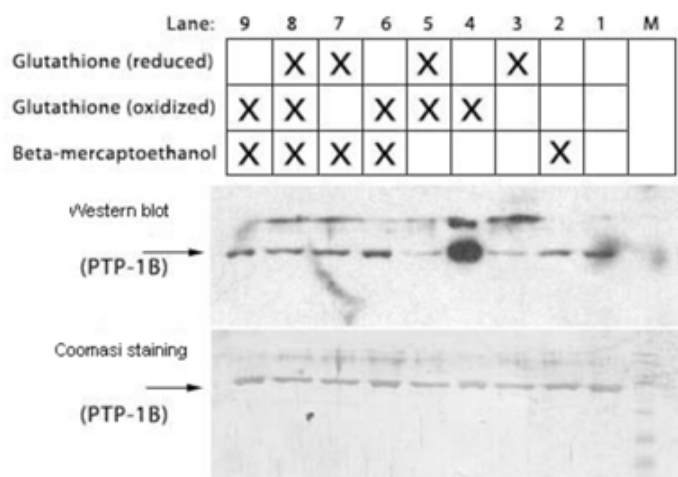 Lane: 9 8 7 6 5 4 3 2 1 M
Glutathione (reduced) X X X X
Glutathione (oxidized) X X X X X
Beta-mercaptoethanol X X X X X
Western blot
(PTP-1B)
Coomasi staining
(PTP-1B)